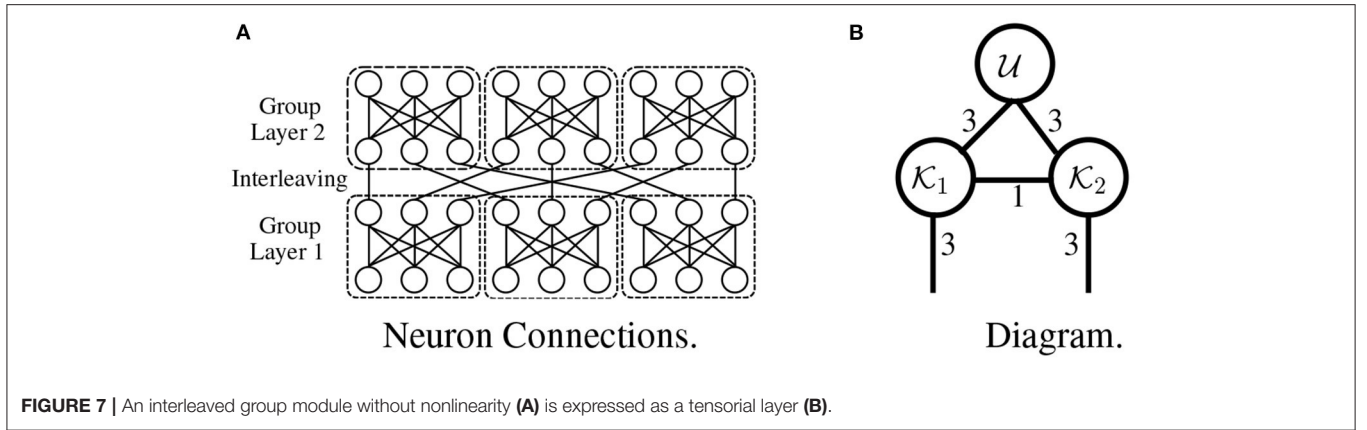 A
Group
Layer 2
Interleaving
Group
Layer 1
Neuron Connections.
B
𝒰
3 3
𝒦₁ 𝒦₂
1
3 3
Diagram.
FIGURE 7 | An interleaved group module without nonlinearity (A) is expressed as a tensorial layer (B).